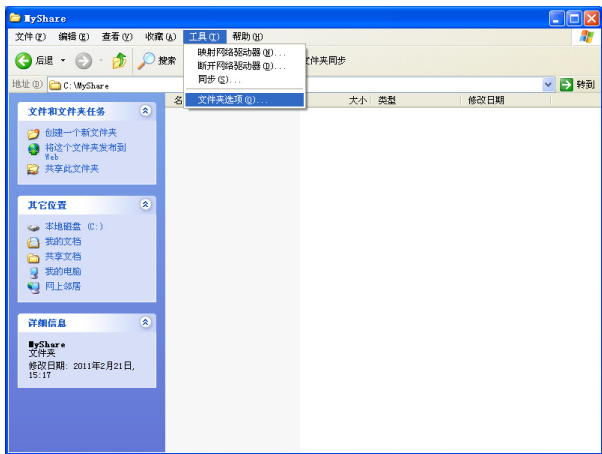 MyShare
文件(F) 编辑(E) 查看(V) 收藏(A) 工具(T) 帮助(H)
后退 搜索 件夹同步
映射网络驱动器(N)...
断开网络驱动器(D)...
同步(S)...
文件夹选项(O)...
地址(D) C:\MyShare 转到
名 大小 类型 修改日期
文件和文件夹任务
创建一个新文件夹
将这个文件夹发布到
Web
共享此文件夹
其它位置
本地磁盘 (C:)
我的文档
共享文档
我的电脑
网上邻居
详细信息
MyShare
文件夹
修改日期: 2011年2月21日,
15:17